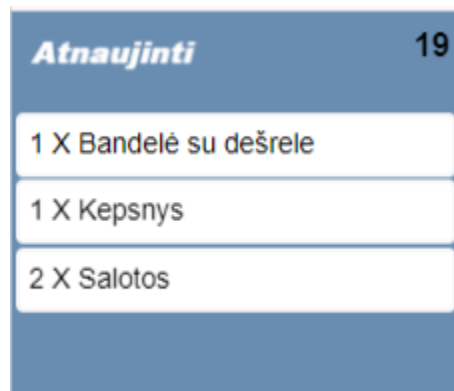 Atnaujinti 19
1 X Bandelė su dešrele
1 X Kepsnys
2 X Salotos